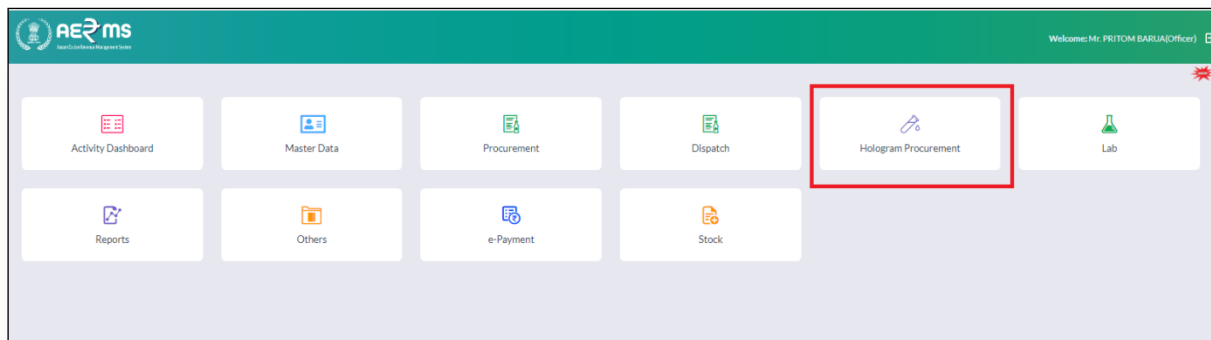 AE₹MS
Welcome: Mr. PRITOM BARUA(Officer)
Activity Dashboard
Master Data
Procurement
Dispatch
Hologram Procurement
Lab
Reports
Others
e-Payment
Stock